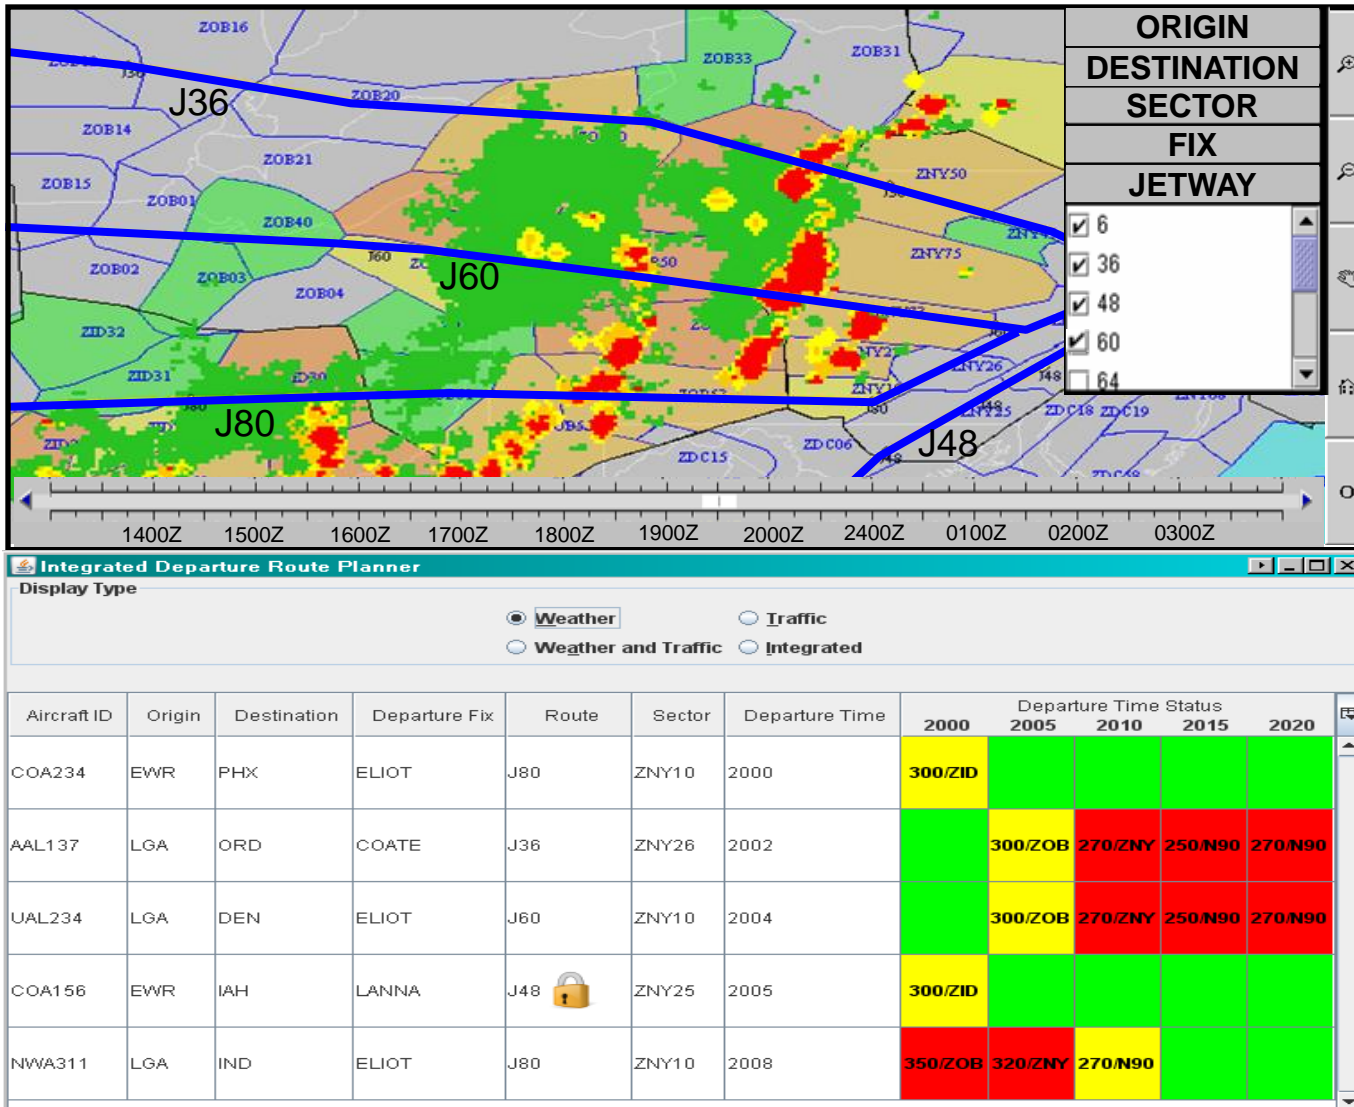 ZOB16
ZOB33
ZOB31
ORIGIN
DESTINATION
SECTOR
FIX
JETWAY
J36
J36
ZOB20
ZOB14
ZOB21
ZOB15
ZOB01
ZNY50
ZOB40
J60
J60
ZNY75
ZOB02
ZOB03
ZOB04
6
36
48
60
64
ZID32
ZID31
ZNY26
J48
J80
J80
J80
J48
J48
ZDC18 ZDC19
ZDC15
ZDC06
1400Z 1500Z 1600Z 1700Z 1800Z 1900Z 2000Z 2400Z 0100Z 0200Z 0300Z
Integrated Departure Route Planner
Display Type
Weather Traffic
Weather and Traffic Integrated
Aircraft ID Origin Destination Departure Fix Route Sector Departure Time Departure Time Status
2000 2005 2010 2015 2020
COA234 EWR PHX ELIOT J80 ZNY10 2000 300/ZID
AAL137 LGA ORD COATE J36 ZNY26 2002 300/ZOB 270/ZNY 250/N90 270/N90
UAL234 LGA DEN ELIOT J60 ZNY10 2004 300/ZOB 270/ZNY 250/N90 270/N90
COA156 EWR IAH LANNA J48 ZNY25 2005 300/ZID
NWA311 LGA IND ELIOT J80 ZNY10 2008 350/ZOB 320/ZNY 270/N90